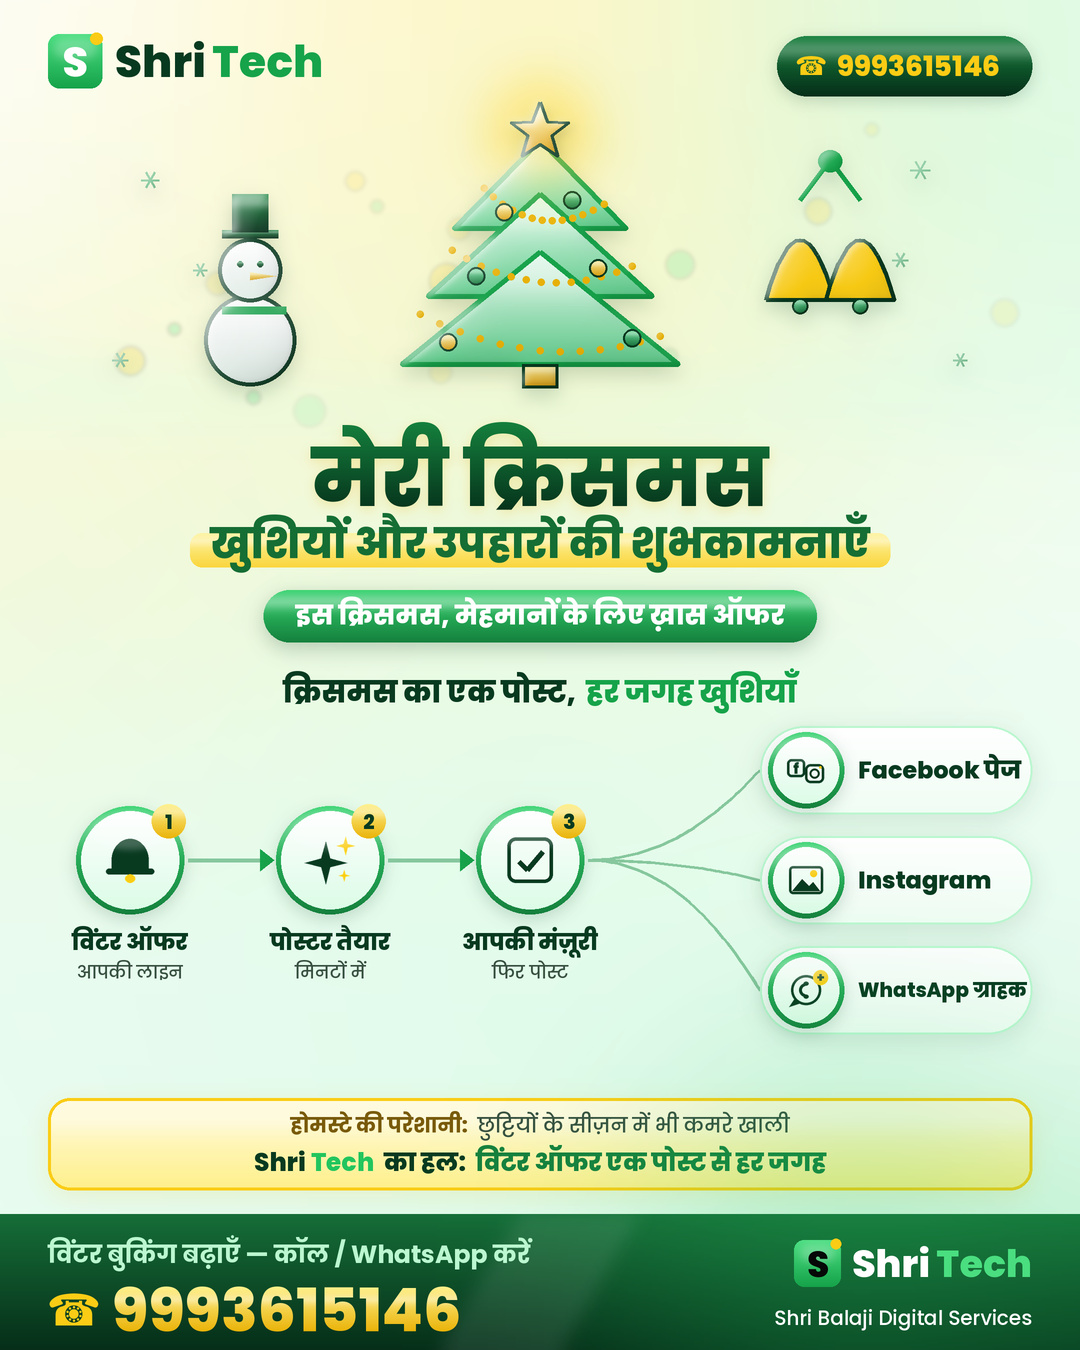 S Shri Tech
☎ 9993615146
मेरी क्रिसमस
खुशियों और उपहारों की शुभकामनाएँ
इस क्रिसमस, मेहमानों के लिए ख़ास ऑफर
क्रिसमस का एक पोस्ट, हर जगह खुशियाँ
1
2
3
विंटर ऑफर
आपकी लाइन
पोस्टर तैयार
मिनटों में
आपकी मंज़ूरी
फिर पोस्ट
Facebook पेज
Instagram
WhatsApp ग्राहक
होमस्टे की परेशानी: छुट्टियों के सीज़न में भी कमरे खाली
Shri Tech का हल: विंटर ऑफर एक पोस्ट से हर जगह
विंटर बुकिंग बढ़ाएँ — कॉल / WhatsApp करें
☎ 9993615146
S Shri Tech
Shri Balaji Digital Services